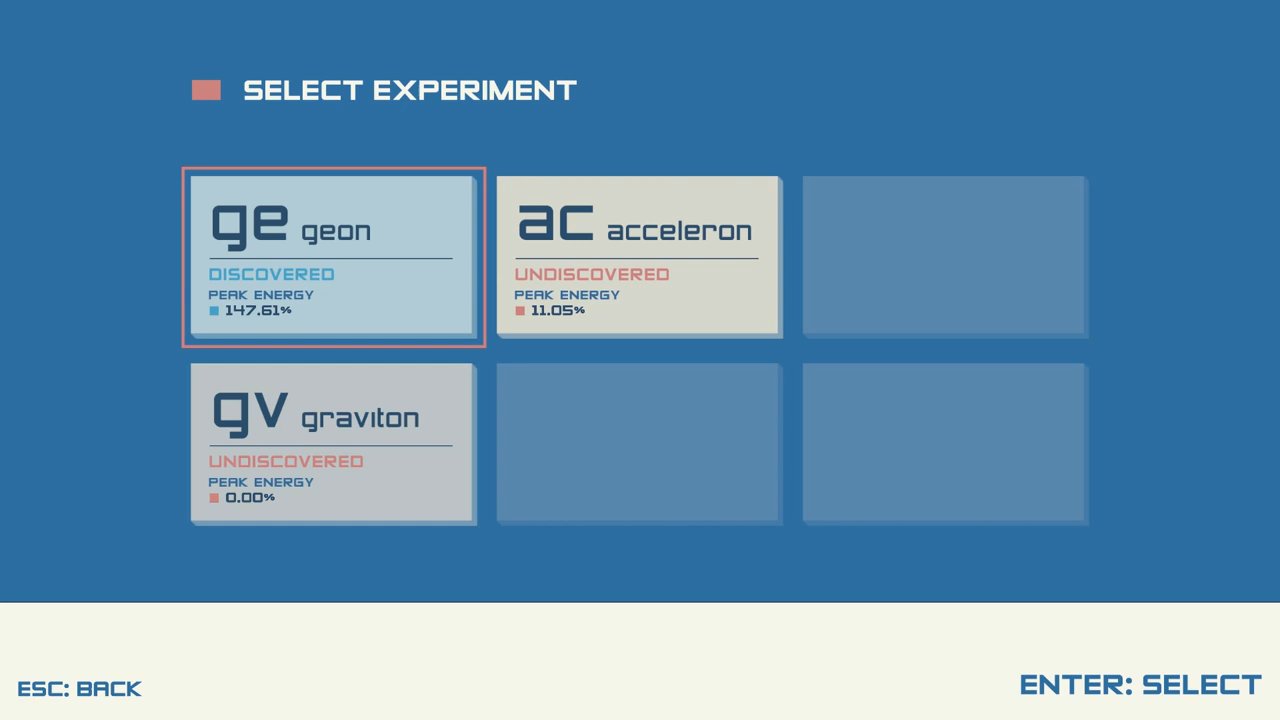 SELECT EXPERIMENT
ge geon
DISCOVERED
PEAK ENERGY
147.61%
ac acceleron
UNDISCOVERED
PEAK ENERGY
11.05%
gv graviton
UNDISCOVERED
PEAK ENERGY
0.00%
ESC: BACK
ENTER: SELECT